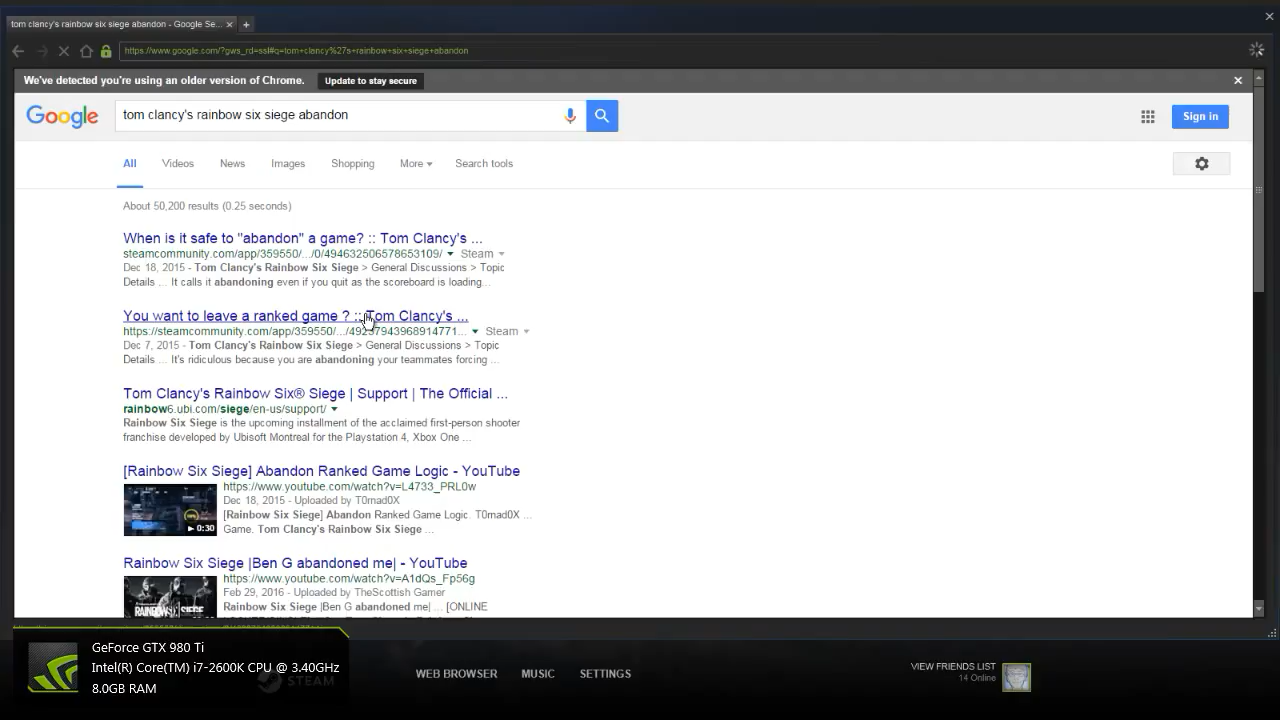 tom clancy's rainbow six siege abandon - Google Se...
https://www.google.com/?gws_rd=ssl#q=tom+clancy%27s+rainbow+six+siege+abandon
We've detected you're using an older version of Chrome. Update to stay secure
Google tom clancy's rainbow six siege abandon Sign in
All Videos News Images Shopping More Search tools
About 50,200 results (0.25 seconds)
When is it safe to "abandon" a game? :: Tom Clancy's ...
steamcommunity.com/app/359550/.../0/494632506578653109/ Steam
Dec 18, 2015 - Tom Clancy's Rainbow Six Siege > General Discussions > Topic
Details ... It calls it abandoning even if you quit as the scoreboard is loading...
You want to leave a ranked game ? :: Tom Clancy's ...
https://steamcommunity.com/app/359550/.../ Steam
Dec 7, 2015 - Tom Clancy's Rainbow Six Siege > General Discussions > Topic
Details ... It's ridiculous because you are abandoning your teammates forcing ...
Tom Clancy's Rainbow Six® Siege | Support | The Official ...
rainbow6.ubi.com/siege/en-us/support/
Rainbow Six Siege is the upcoming installment of the acclaimed first-person shooter
franchise developed by Ubisoft Montreal for the Playstation 4, Xbox One ...
[Rainbow Six Siege] Abandon Ranked Game Logic - YouTube
https://www.youtube.com/watch?v=L4733_PRL0w
Dec 18, 2015 - Uploaded by T0mad0X
[Rainbow Six Siege] Abandon Ranked Game Logic. T0mad0X ...
0:30
Game. Tom Clancy's Rainbow Six Siege ...
Rainbow Six Siege |Ben G abandoned me| - YouTube
https://www.youtube.com/watch?v=A1dQs_Fp56g
Feb 29, 2016 - Uploaded by TheScottish Gamer
Rainbow Six Siege |Ben G abandoned me| ... [ONLINE
RAINBOW SIX SIEGE
GeForce GTX 980 Ti
Intel(R) Core(TM) i7-2600K CPU @ 3.40GHz
8.0GB RAM
STEAM
WEB BROWSER MUSIC SETTINGS
VIEW FRIENDS LIST
14 Online